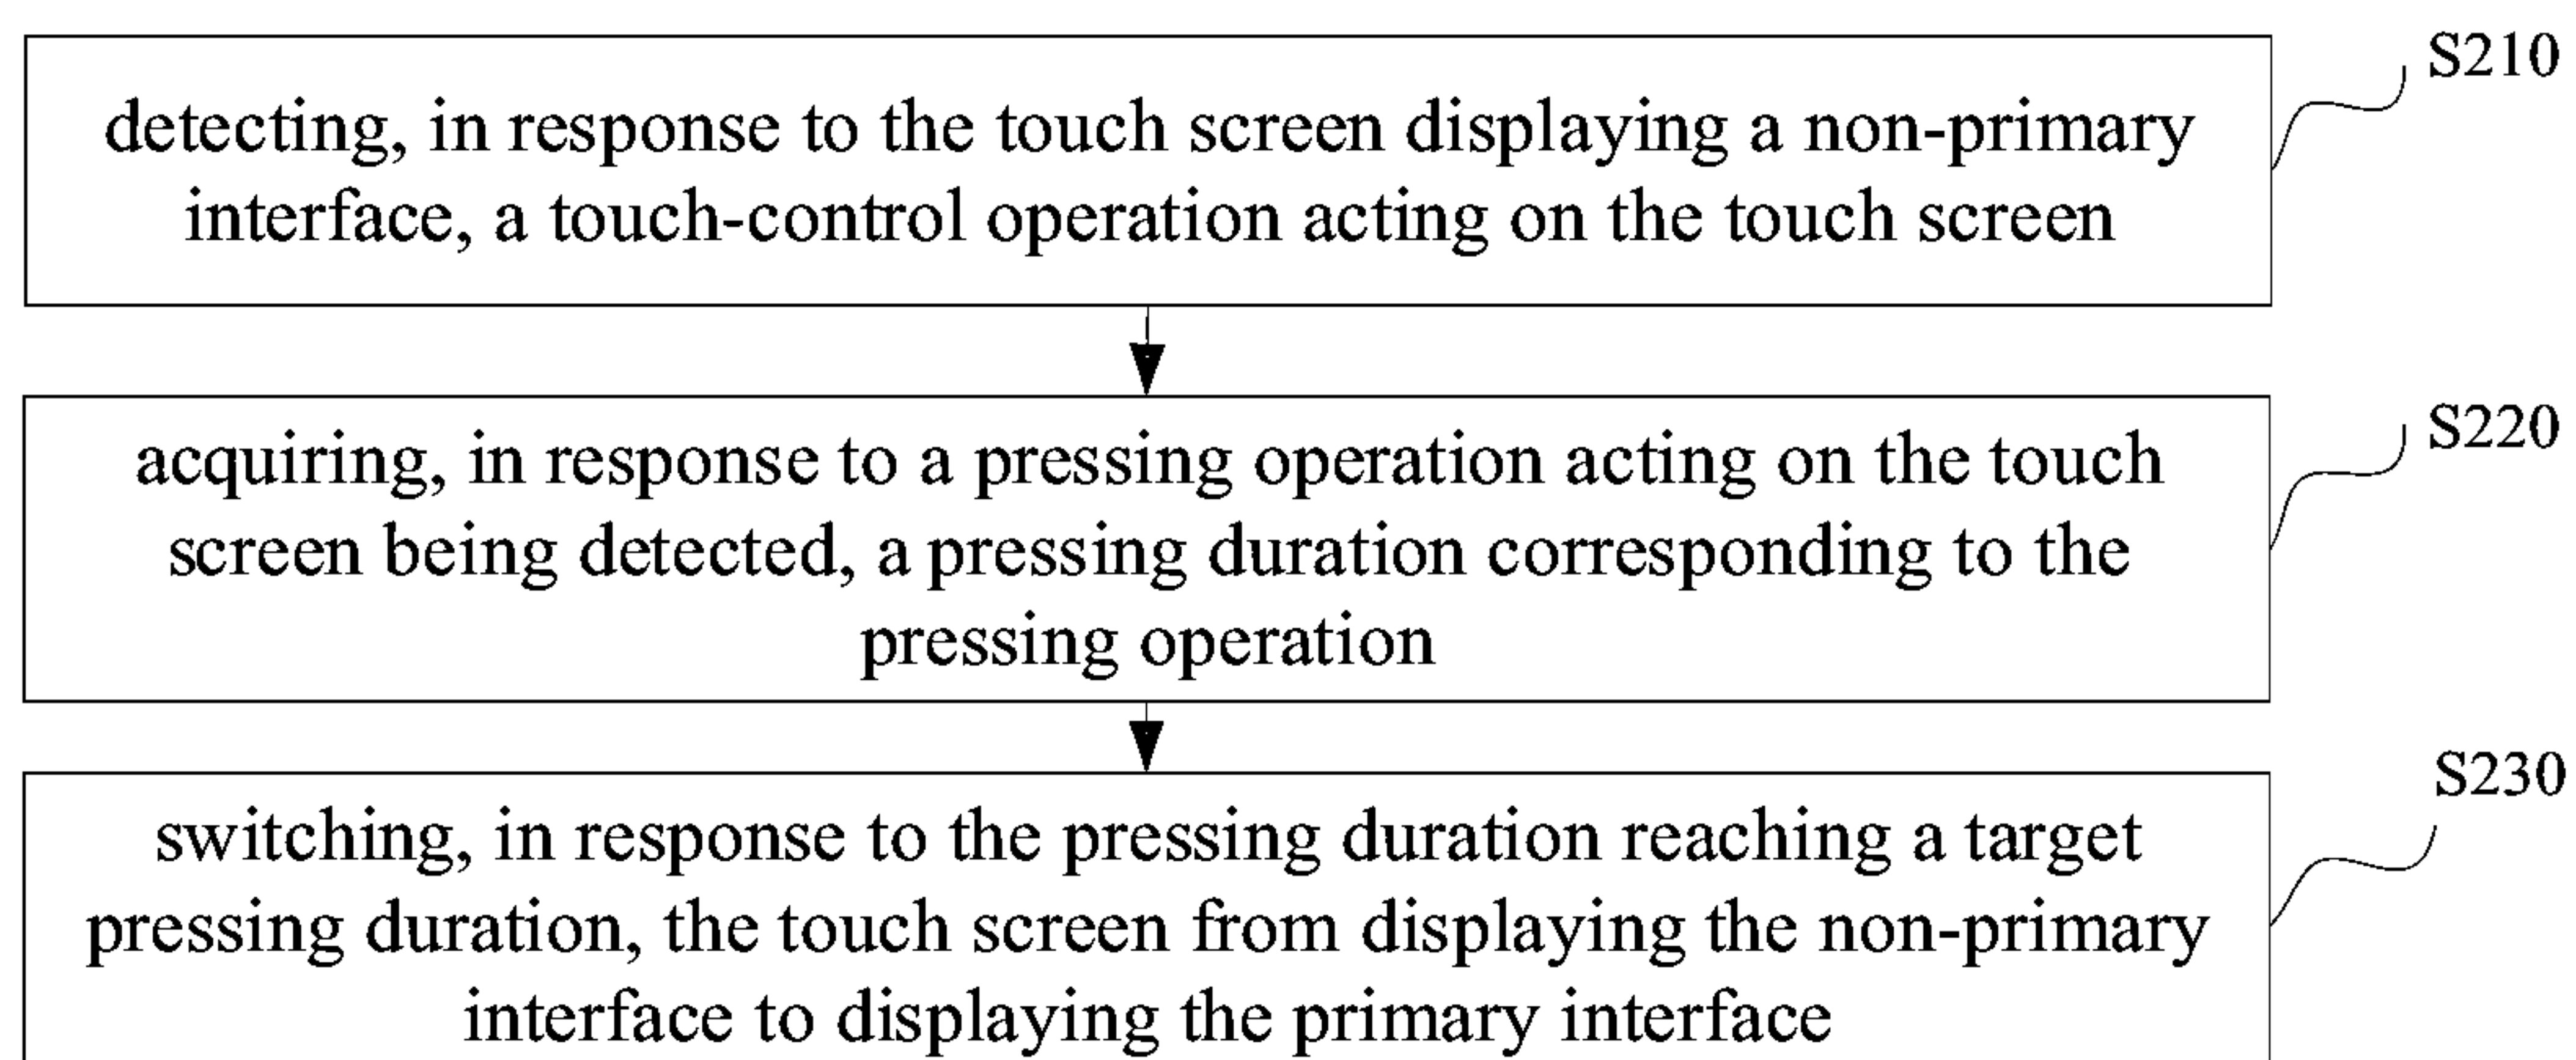 S210
detecting, in response to the touch screen displaying a non-primary
interface, a touch-control operation acting on the touch screen
S220
acquiring, in response to a pressing operation acting on the touch
screen being detected, a pressing duration corresponding to the
pressing operation
S230
switching, in response to the pressing duration reaching a target
pressing duration, the touch screen from displaying the non-primary
interface to displaying the primary interface